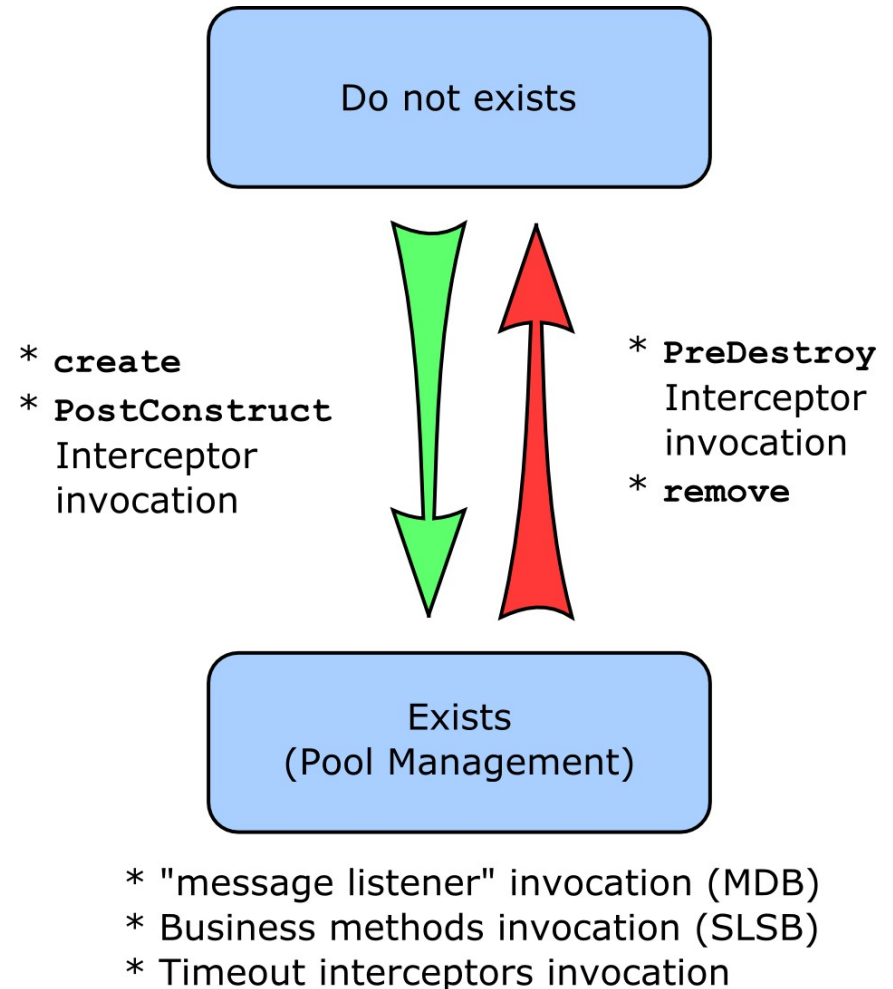 Do not exists
* create
* PostConstruct
Interceptor
invocation
* PreDestroy
Interceptor
invocation
* remove
Exists
(Pool Management)
* "message listener" invocation (MDB)
* Business methods invocation (SLSB)
* Timeout interceptors invocation